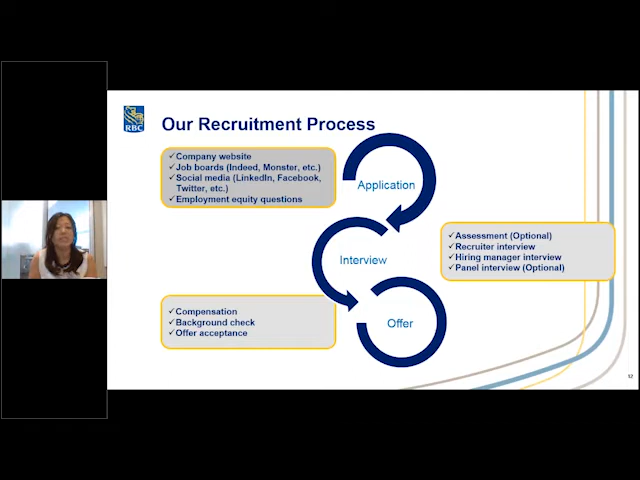 RBC
Our Recruitment Process
✓Company website
✓Job boards (Indeed, Monster, etc.)
✓Social media (LinkedIn, Facebook,
Twitter, etc.)
✓Employment equity questions
Application
Interview
✓Assessment (Optional)
✓Recruiter interview
✓Hiring manager interview
✓Panel interview (Optional)
✓Compensation
✓Background check
✓Offer acceptance
Offer
12